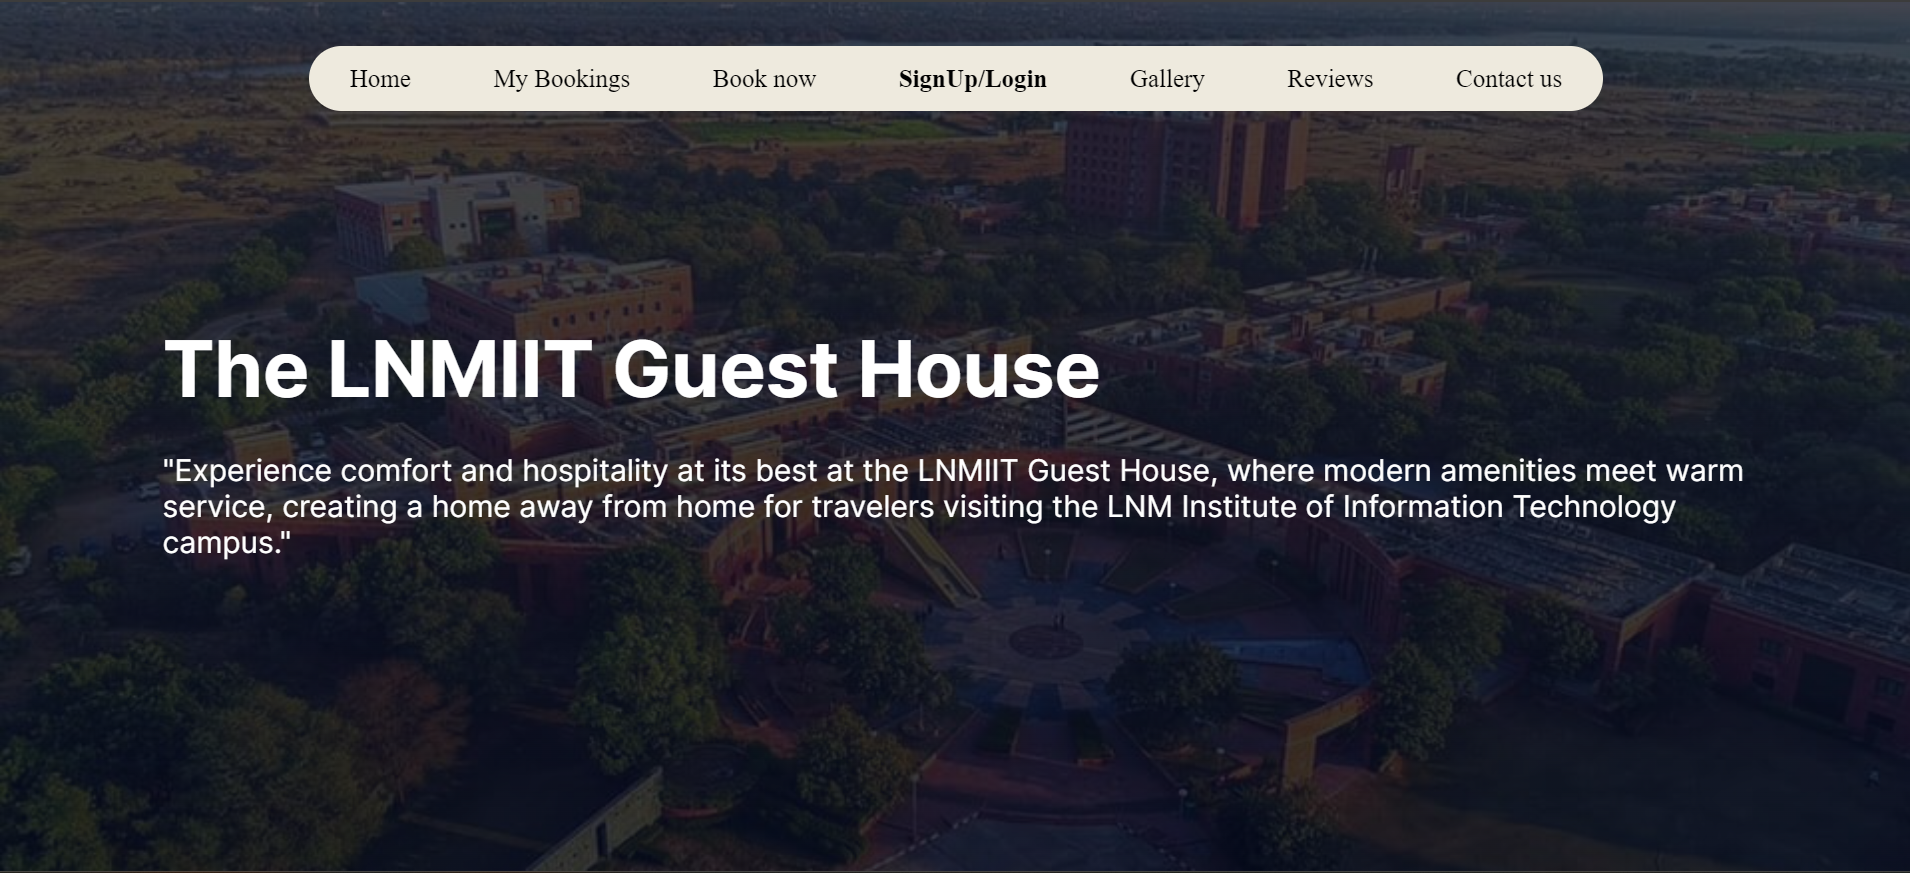 Home My Bookings Book now SignUp/Login Gallery Reviews Contact us
The LNMIIT Guest House
"Experience comfort and hospitality at its best at the LNMIIT Guest House, where modern amenities meet warm
service, creating a home away from home for travelers visiting the LNM Institute of Information Technology
campus."